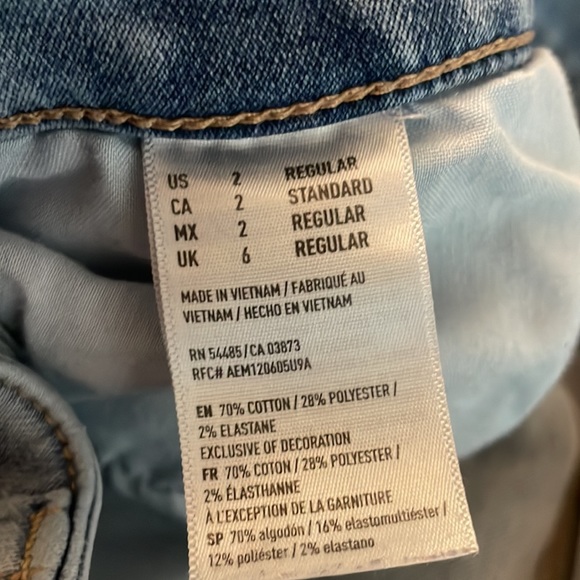 US 2 REGULAR
CA 2 STANDARD
MX 2 REGULAR
UK 6 REGULAR
MADE IN VIETNAM / FABRIQUÉ AU
VIETNAM / HECHO EN VIETNAM
RN 54485/CA 03873
RFC# AEM120605U9A
EN 70% COTTON / 28% POLYESTER /
2% ELASTANE
EXCLUSIVE OF DECORATION
FR 70% COTON / 28% POLYESTER /
2% ÉLASTHANNE
À L'EXCEPTION DE LA GARNITURE
SP 70% algodón / 16% elastomultiéster /
12% poliéster / 2% elastano